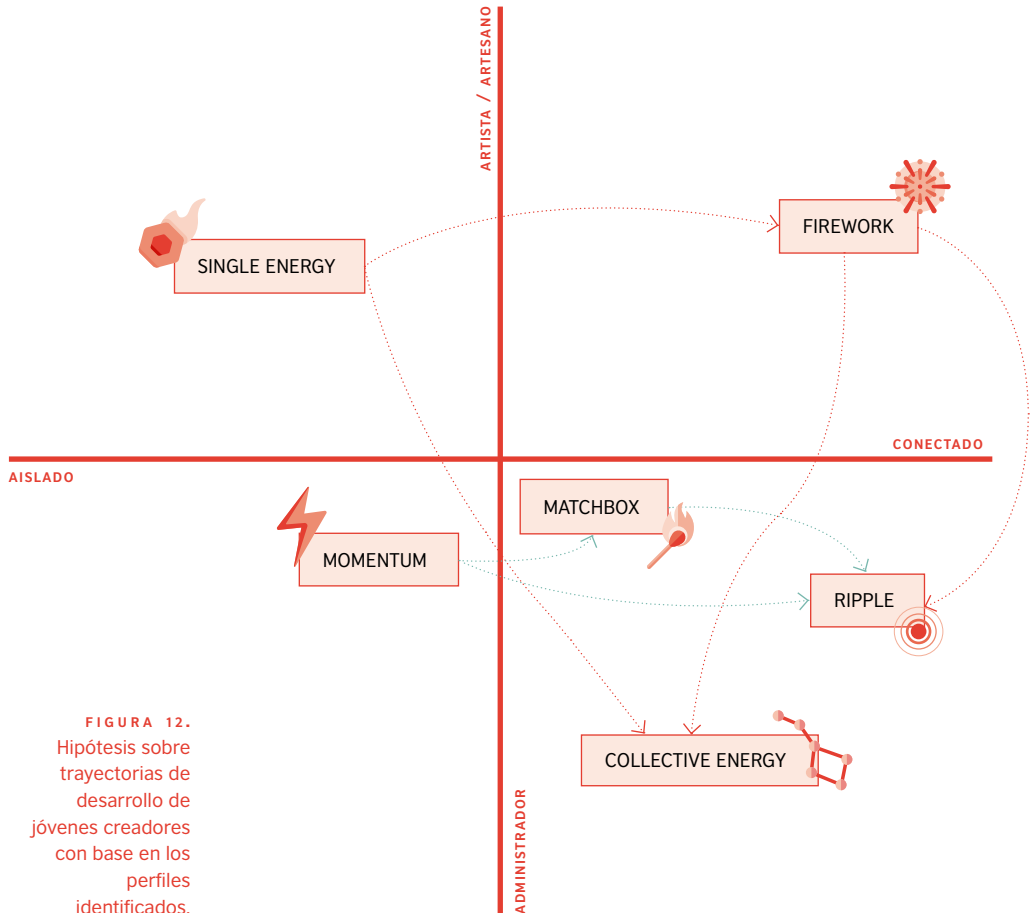 ARTISTA / ARTESANO
FIREWORK
SINGLE ENERGY
CONECTADO
AISLADO
MATCHBOX
MOMENTUM
RIPPLE
COLLECTIVE ENERGY
ADMINISTRADOR
FIGURA 12.
Hipótesis sobre
trayectorias de
desarrollo de
jóvenes creadores
con base en los
perfiles
identificados.